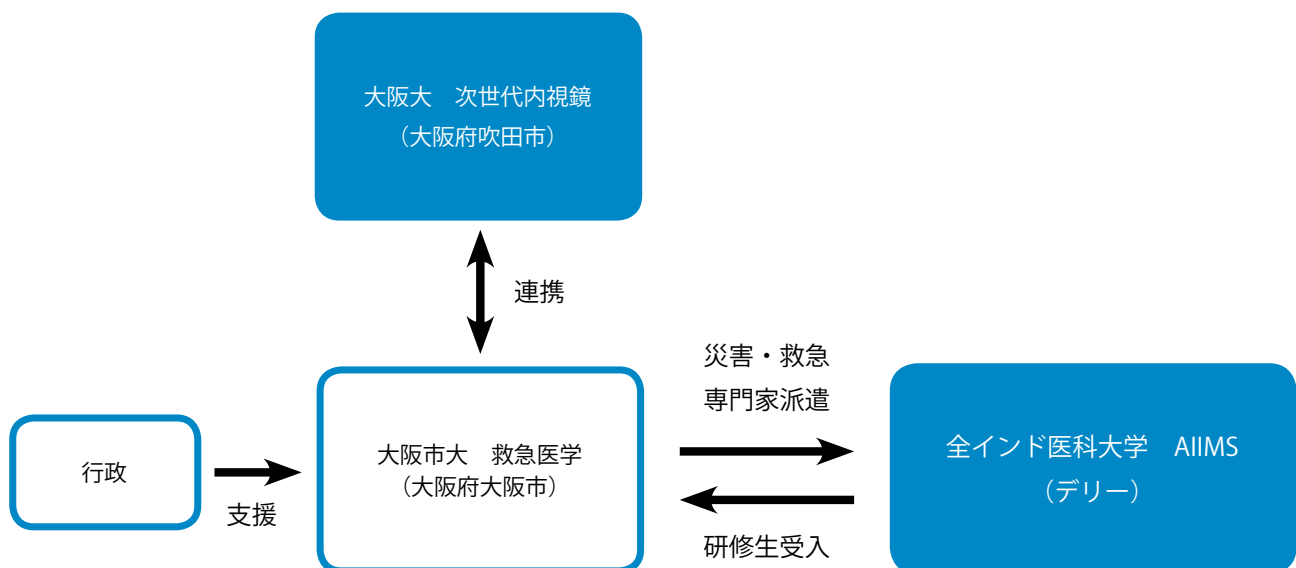 大阪大　次世代内視鏡
（大阪府吹田市）
連携
災害・救急
専門家派遣
行政
支援
大阪市大　救急医学
（大阪府大阪市）
全インド医科大学　AIIMS
（デリー）
研修生受入